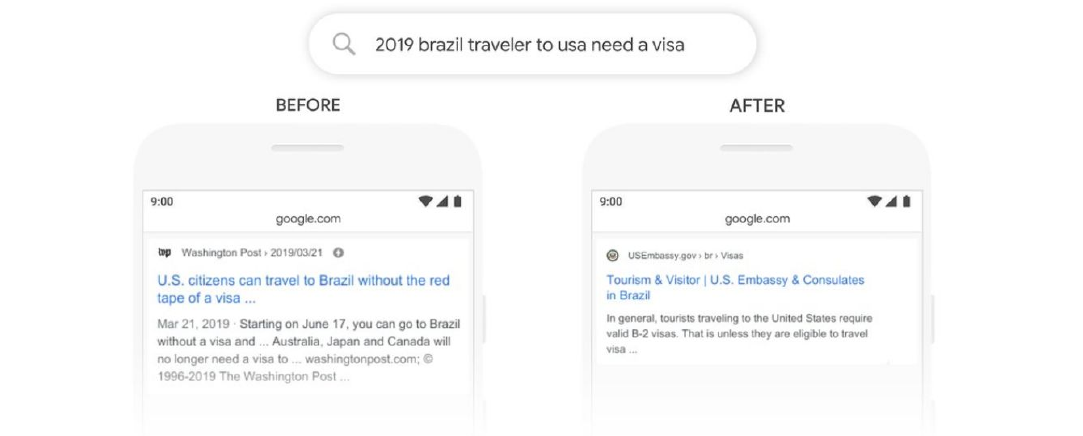 2019 brazil traveler to usa need a visa
BEFORE
AFTER
9:00
google.com
wp Washington Post › 2019/03/21
U.S. citizens can travel to Brazil without the red
tape of a visa ...
Mar 21, 2019 · Starting on June 17, you can go to Brazil
without a visa and ... Australia, Japan and Canada will
no longer need a visa to ... washingtonpost.com; ©
1996-2019 The Washington Post ...
9:00
google.com
USEmbassy.gov › br › Visas
Tourism & Visitor | U.S. Embassy & Consulates
in Brazil
In general, tourists traveling to the United States require
valid B-2 visas. That is unless they are eligible to travel
visa ...